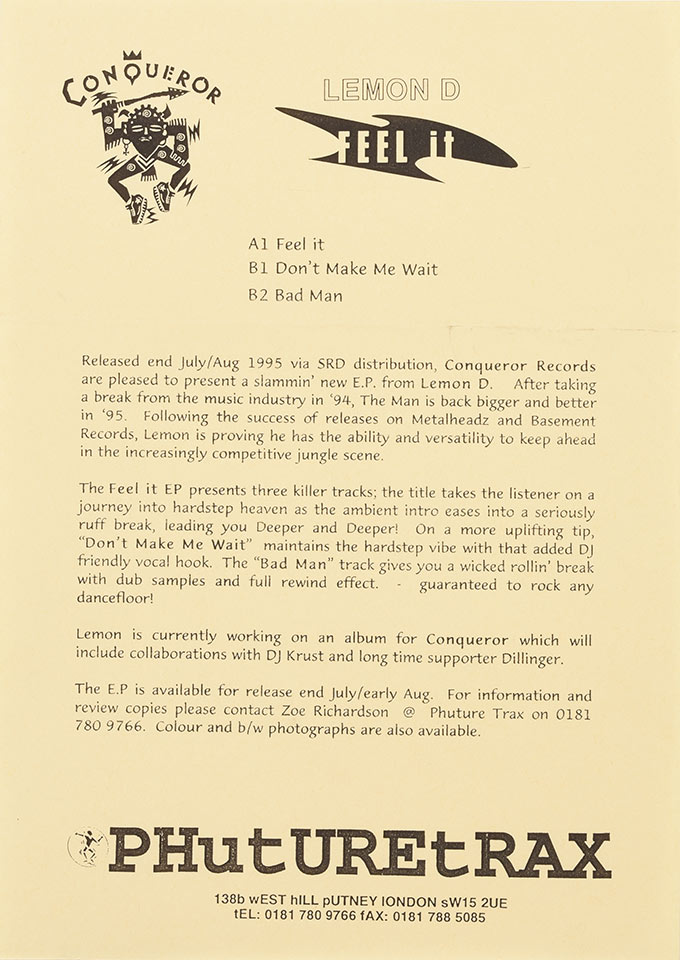 CONQUEROR
LEMON D
FEEL it
A1 Feel it
B1 Don't Make Me Wait
B2 Bad Man
Released end July/Aug 1995 via SRD distribution, Conqueror Records
are pleased to present a slammin' new E.P. from Lemon D. After taking
a break from the music industry in '94, The Man is back bigger and better
in '95. Following the success of releases on Metalheadz and Basement
Records, Lemon is proving he has the ability and versatility to keep ahead
in the increasingly competitive jungle scene.
The Feel it EP presents three killer tracks; the title takes the listener on a
journey into hardstep heaven as the ambient intro eases into a seriously
ruff break, leading you Deeper and Deeper! On a more uplifting tip,
"Don't Make Me Wait" maintains the hardstep vibe with that added DJ
friendly vocal hook. The "Bad Man" track gives you a wicked rollin' break
with dub samples and full rewind effect. - guaranteed to rock any
dancefloor!
Lemon is currently working on an album for Conqueror which will
include collaborations with DJ Krust and long time supporter Dillinger.
The E.P is available for release end July/early Aug. For information and
review copies please contact Zoe Richardson @ Phuture Trax on 0181
780 9766. Colour and b/w photographs are also available.
PHutUREtRAX
138b wEST hILL pUTNEY lONDON sW15 2UE
tEL: 0181 780 9766 fAX: 0181 788 5085